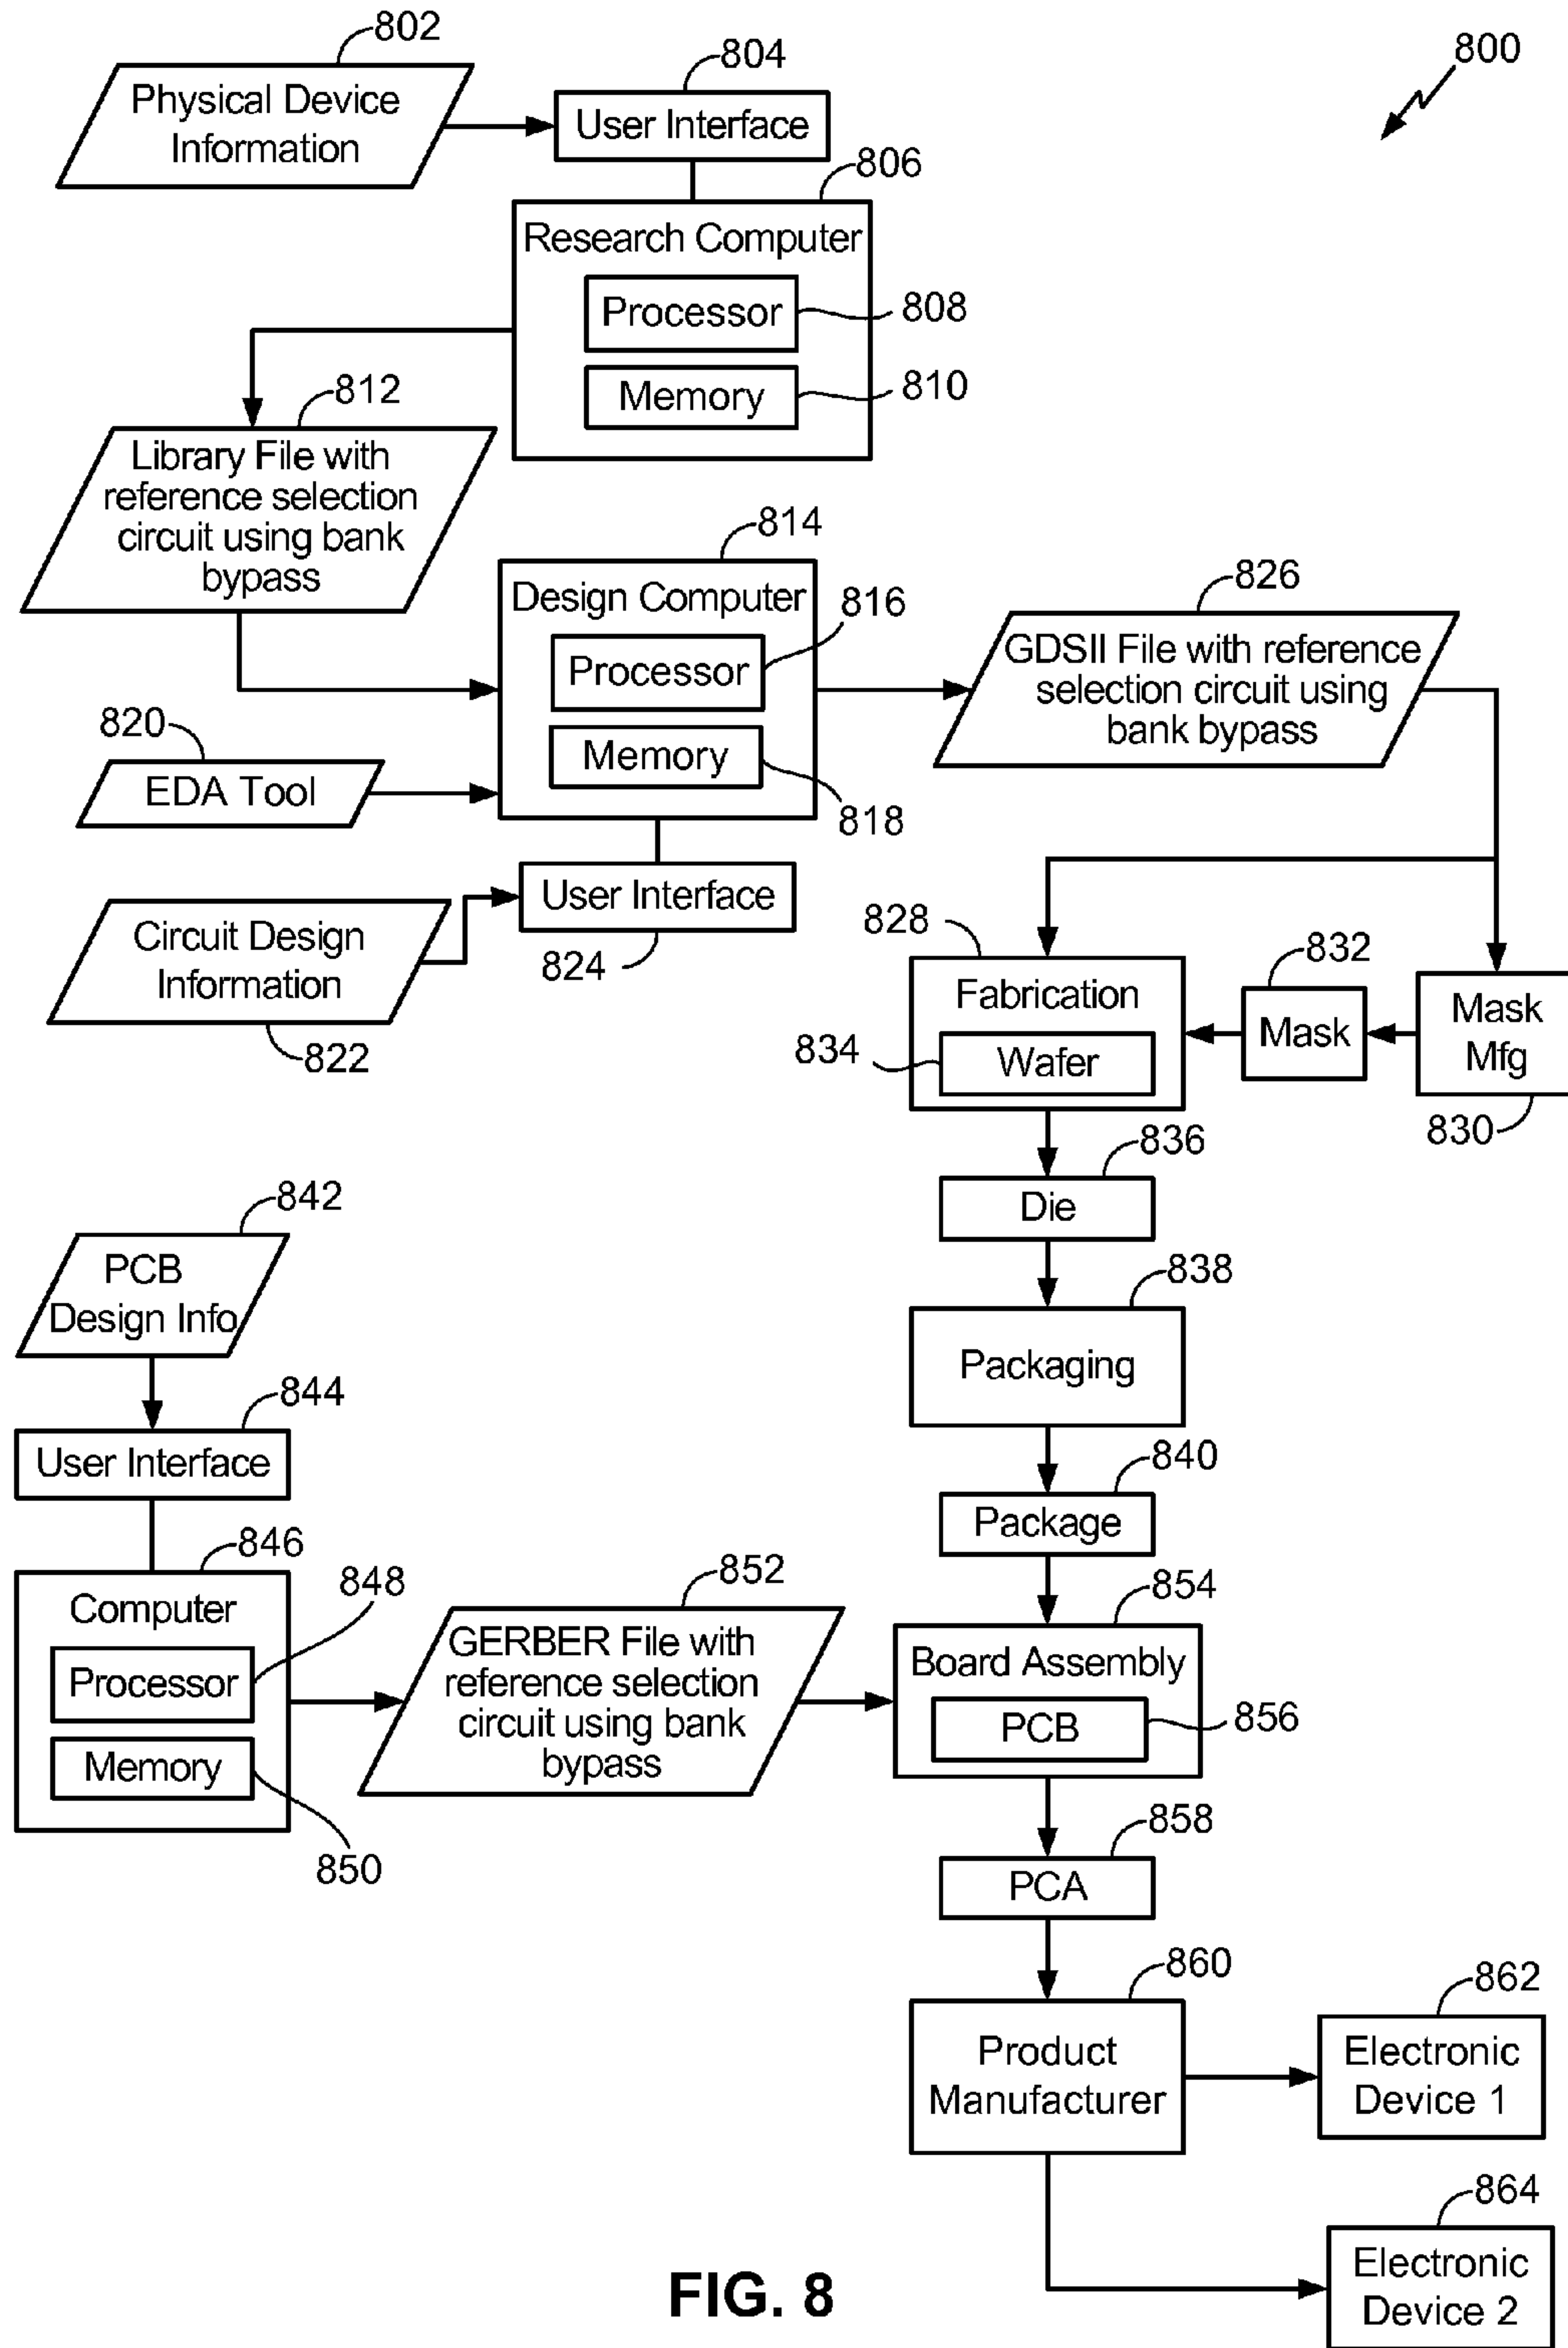 802
804
800
Physical Device
Information
User Interface
806
Research Computer
Processor
808
Memory
810
812
Library File with
reference selection
circuit using bank
bypass
814
Design Computer
816
Processor
Memory
818
826
GDSII File with reference
selection circuit using
bank bypass
820
EDA Tool
User Interface
824
Circuit Design
Information
822
828
Fabrication
834
Wafer
832
Mask
Mask
Mfg
830
836
Die
838
Packaging
840
Package
842
PCB
Design Info
844
User Interface
846
Computer
848
Processor
Memory
850
852
GERBER File with
reference selection
circuit using bank
bypass
854
Board Assembly
PCB
856
858
PCA
860
Product
Manufacturer
862
Electronic
Device 1
864
Electronic
Device 2
FIG. 8